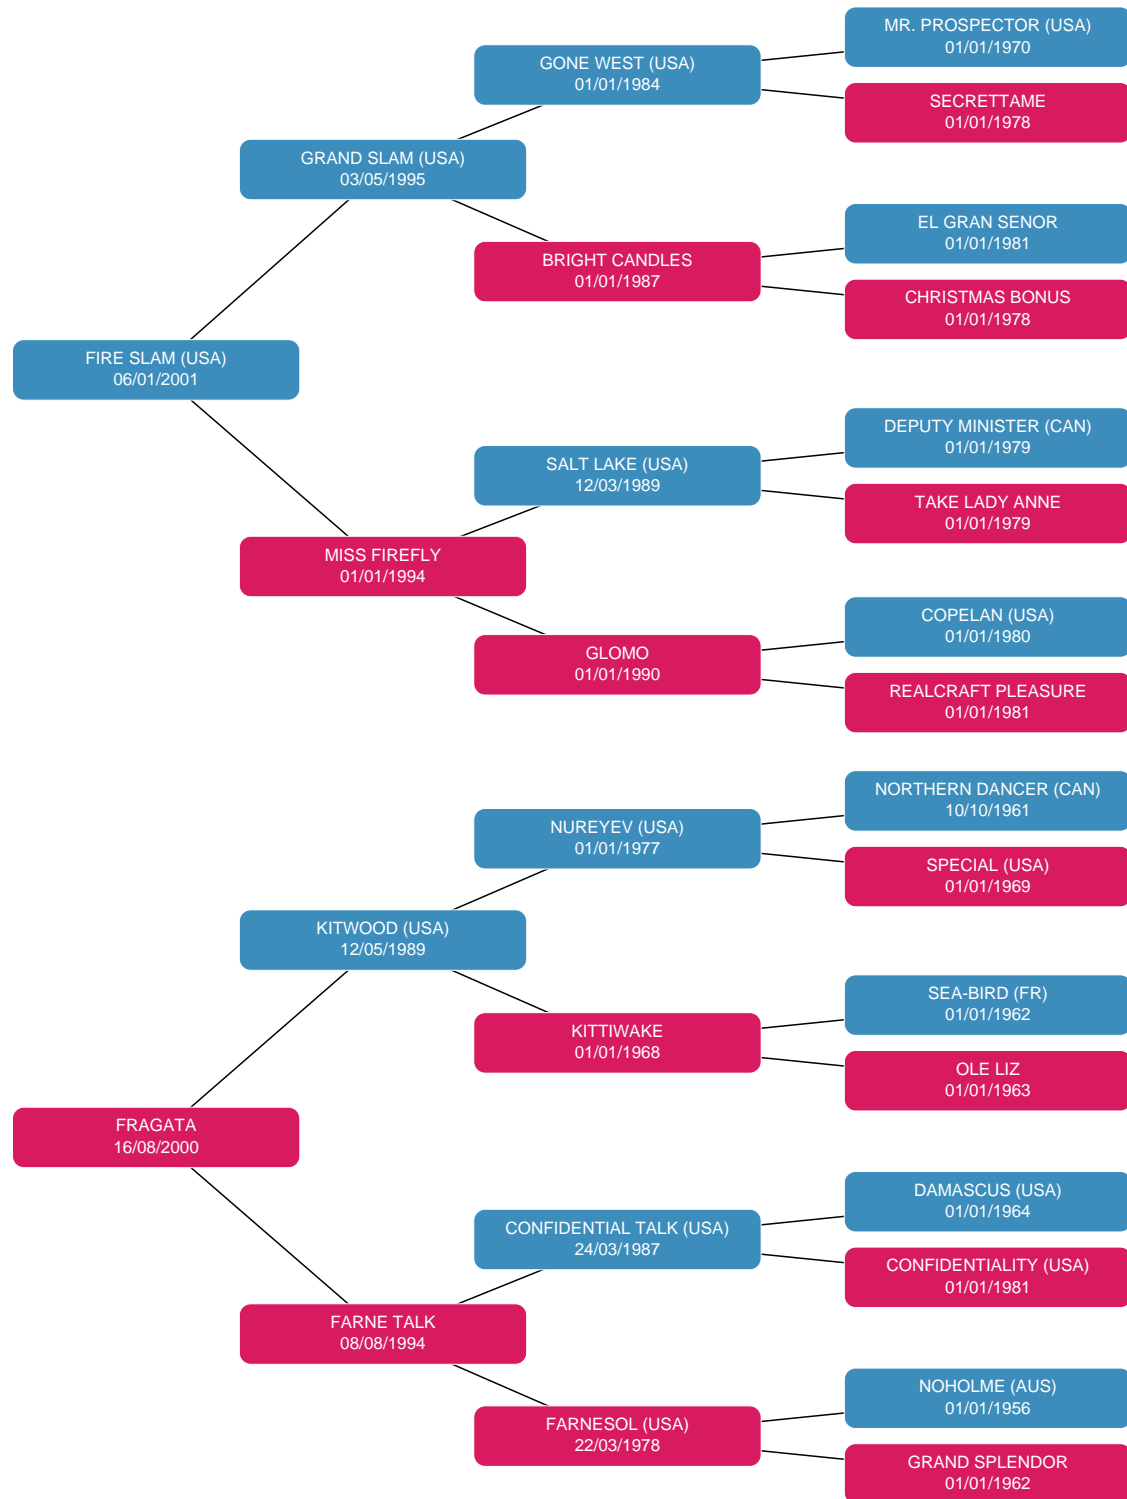 MR. PROSPECTOR (USA)
01/01/1970
GONE WEST (USA)
01/01/1984
SECRETTAME
01/01/1978
GRAND SLAM (USA)
03/05/1995
EL GRAN SENOR
01/01/1981
BRIGHT CANDLES
01/01/1987
CHRISTMAS BONUS
01/01/1978
FIRE SLAM (USA)
06/01/2001
DEPUTY MINISTER (CAN)
01/01/1979
SALT LAKE (USA)
12/03/1989
TAKE LADY ANNE
01/01/1979
MISS FIREFLY
01/01/1994
COPELAN (USA)
01/01/1980
GLOMO
01/01/1990
REALCRAFT PLEASURE
01/01/1981
NORTHERN DANCER (CAN)
10/10/1961
NUREYEV (USA)
01/01/1977
SPECIAL (USA)
01/01/1969
KITWOOD (USA)
12/05/1989
SEA-BIRD (FR)
01/01/1962
KITTIWAKE
01/01/1968
OLE LIZ
01/01/1963
FRAGATA
16/08/2000
DAMASCUS (USA)
01/01/1964
CONFIDENTIAL TALK (USA)
24/03/1987
CONFIDENTIALITY (USA)
01/01/1981
FARNE TALK
08/08/1994
NOHOLME (AUS)
01/01/1956
FARNESOL (USA)
22/03/1978
GRAND SPLENDOR
01/01/1962